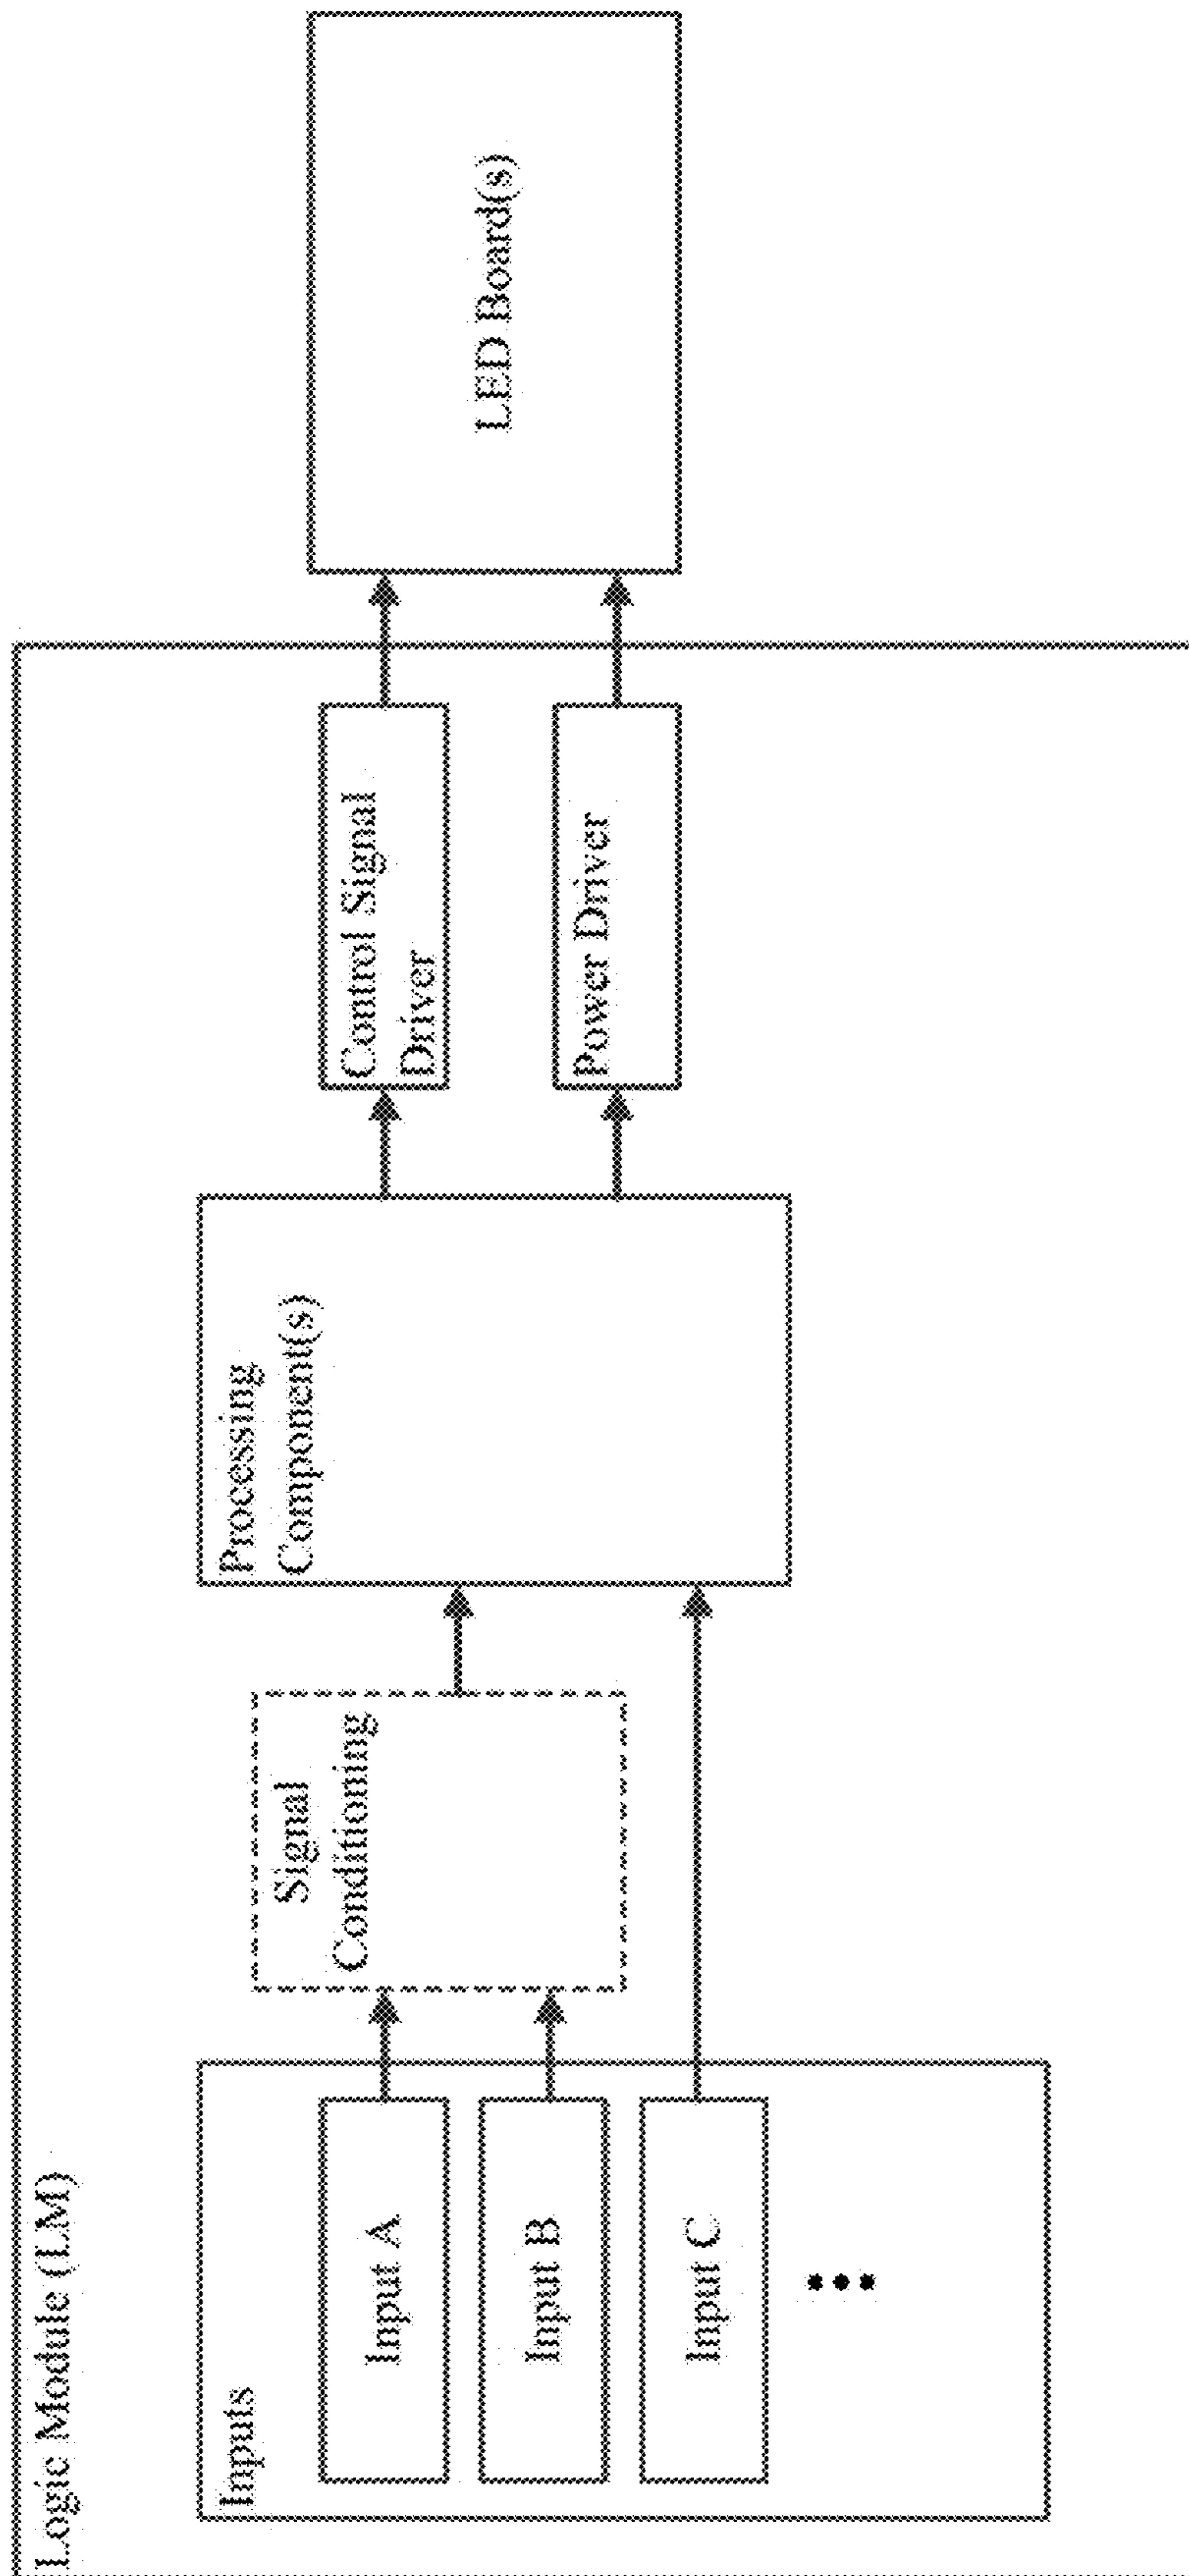 Logic Module (LM)
Inputs
Input A
Input B
Input C
Signal
Conditioning
Processing
Component(s)
Control Signal
Driver
Power Driver
LED Board(s)